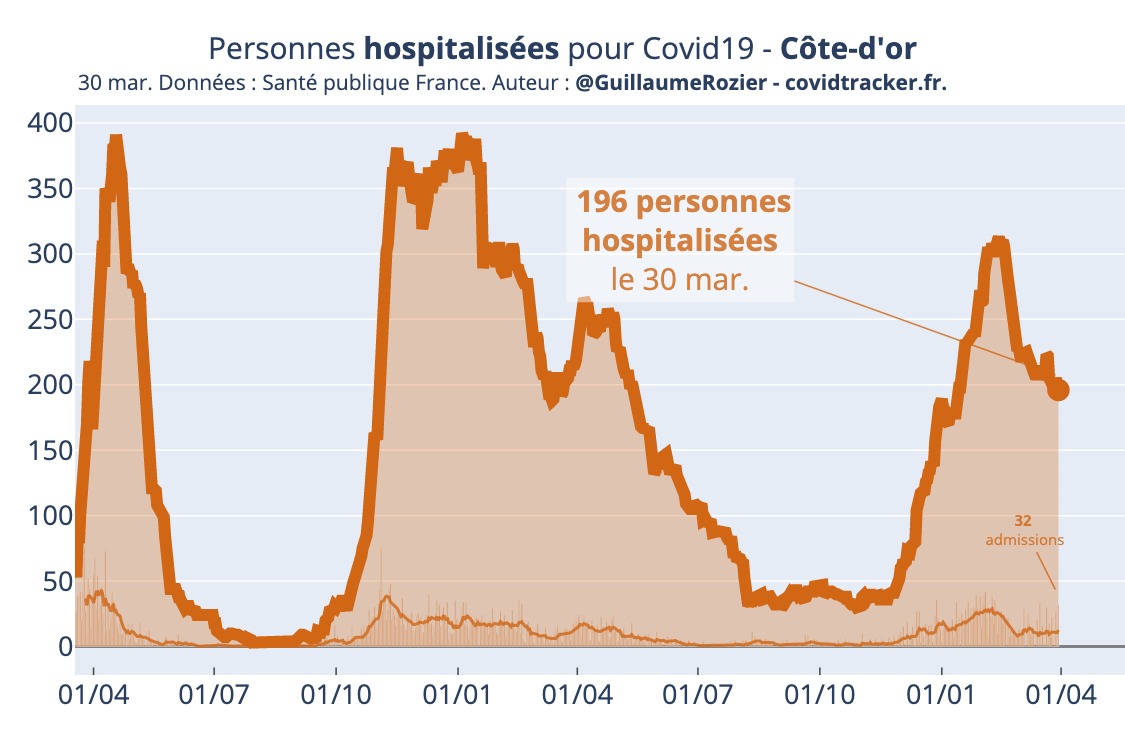 Personnes hospitalisées pour Covid19 - Côte-d'or
30 mar. Données : Santé publique France. Auteur : @GuillaumeRozier - covidtracker.fr.
400
350
300
250
200
150
100
50
0
196 personnes
hospitalisées
le 30 mar.
32
admissions
01/04 01/07 01/10 01/01 01/04 01/07 01/10 01/01 01/04